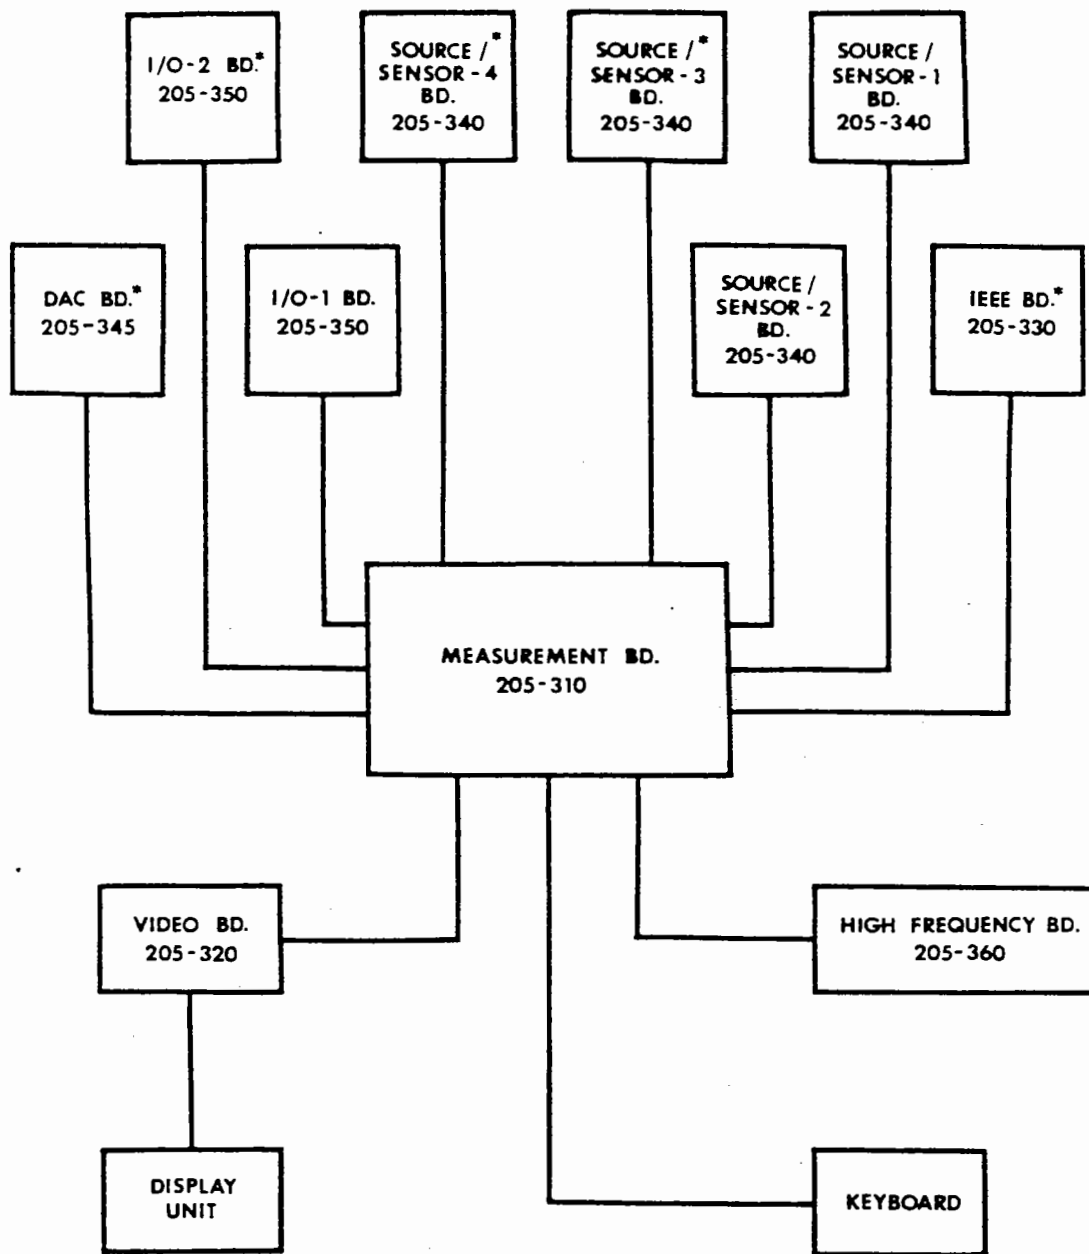 I/O-2 BD.*
205-350
SOURCE/*
SENSOR-4
BD.
205-340
SOURCE/*
SENSOR-3
BD.
205-340
SOURCE/
SENSOR-1
BD.
205-340
DAC BD.*
205-345
I/O-1 BD.
205-350
SOURCE/
SENSOR-2
BD.
205-340
IEEE BD.*
205-330
MEASUREMENT BD.
205-310
VIDEO BD.
205-320
HIGH FREQUENCY BD.
205-360
DISPLAY
UNIT
KEYBOARD